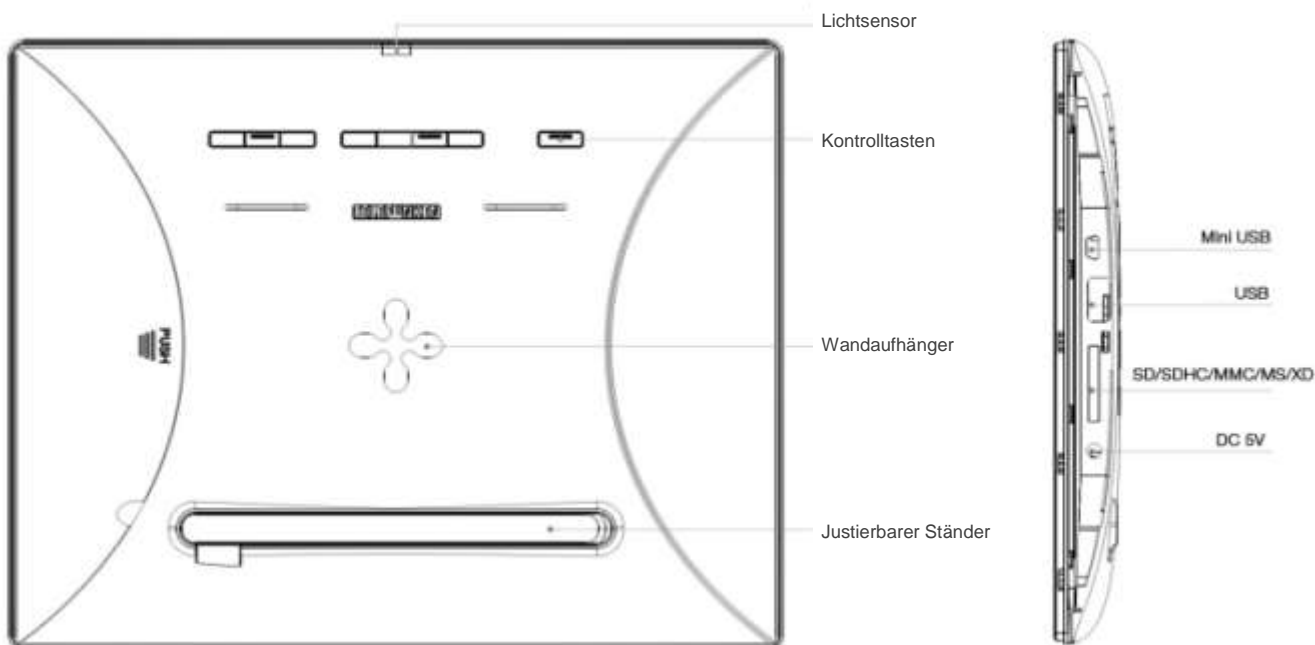 Lichtsensor
Kontrolltasten
Mini USB
USB
PUSH
Wandaufhänger
SD/SDHC/MMC/MS/XD
DC 5V
Justierbarer Ständer